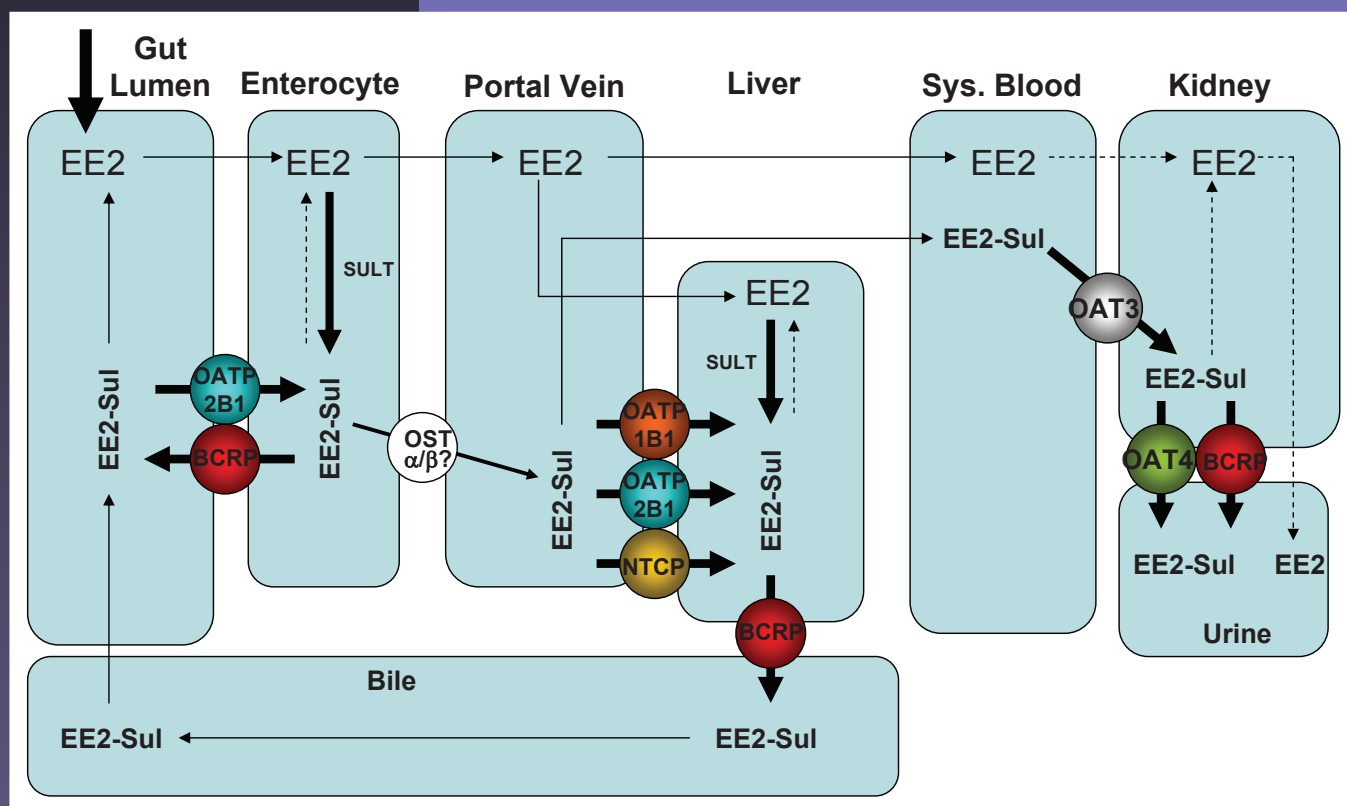 Gut
Lumen
Enterocyte
Portal Vein
Liver
Sys. Blood
Kidney
EE2
EE2
EE2
EE2
EE2
SULT
EE2-Sul
EE2
OAT3
SULT
EE2-Sul
EE2-Sul
OATP
2B1
BCRP
EE2-Sul
OST
α/β?
EE2-Sul
OATP
1B1
OATP
2B1
NTCP
EE2-Sul
BCRP
OAT4
BCRP
EE2-Sul
EE2
Urine
Bile
EE2-Sul
EE2-Sul